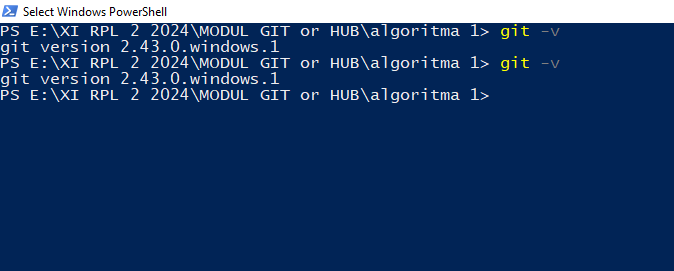 Select Windows PowerShell
PS E:\XI RPL 2 2024\MODUL GIT or HUB\algoritma 1> git -v
git version 2.43.0.windows.1
PS E:\XI RPL 2 2024\MODUL GIT or HUB\algoritma 1> git -v
git version 2.43.0.windows.1
PS E:\XI RPL 2 2024\MODUL GIT or HUB\algoritma 1>